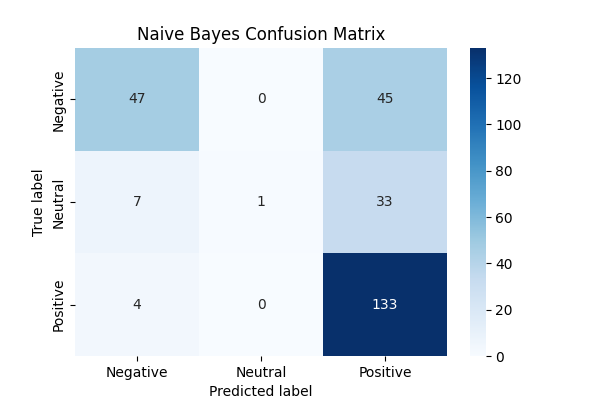 Naive Bayes Confusion Matrix
True label
Negative
47 0 45
Neutral
7 1 33
Positive
4 0 133
Negative Neutral Positive
Predicted label
120
100
80
60
40
20
0